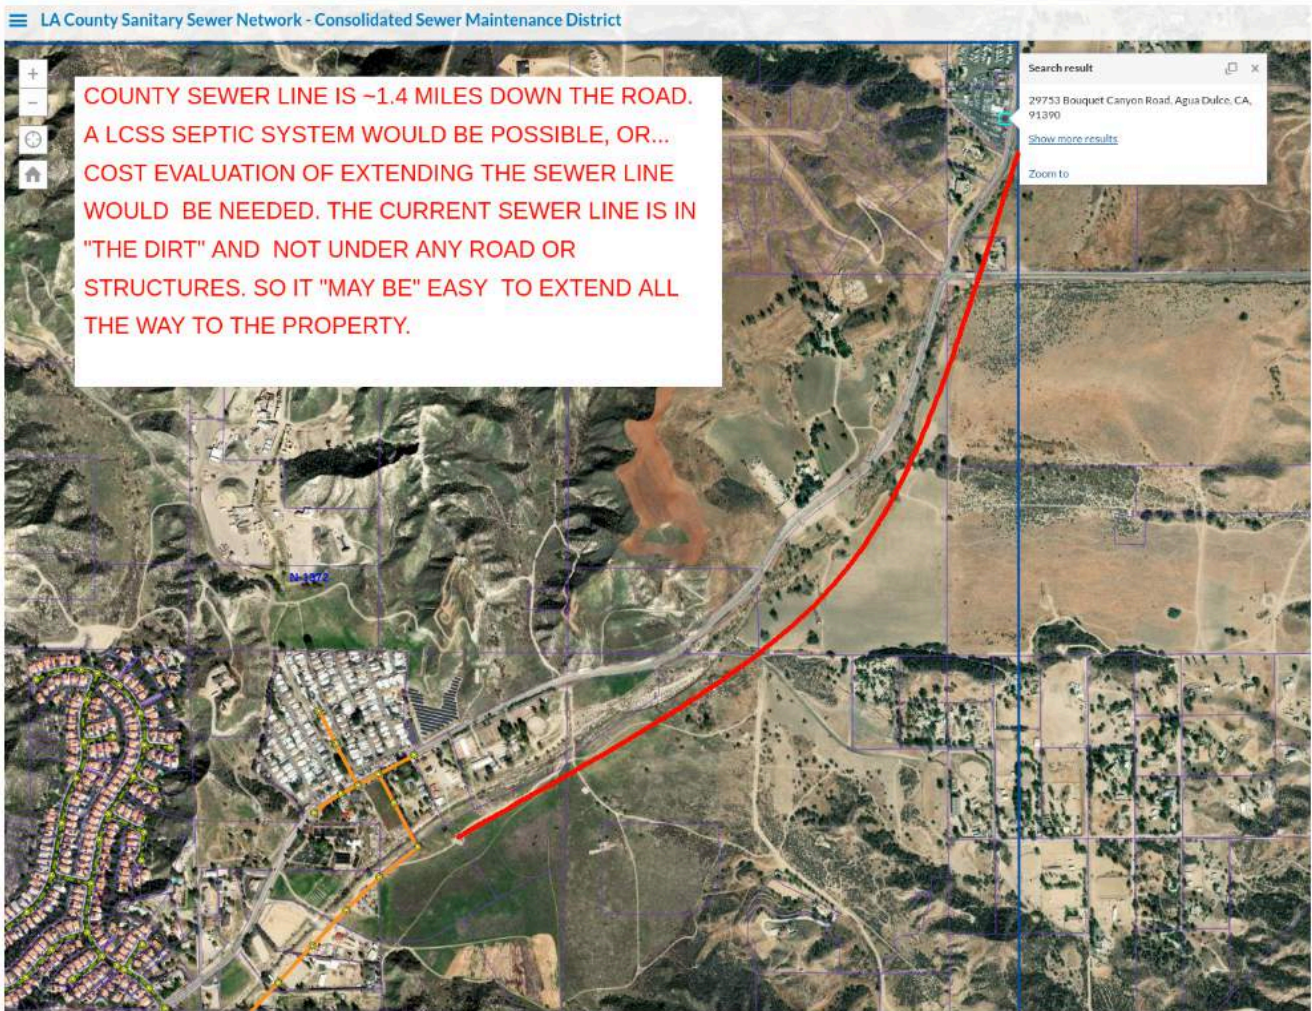 LA County Sanitary Sewer Network - Consolidated Sewer Maintenance District
COUNTY SEWER LINE IS ~1.4 MILES DOWN THE ROAD.
A LCSS SEPTIC SYSTEM WOULD BE POSSIBLE, OR...
COST EVALUATION OF EXTENDING THE SEWER LINE
WOULD BE NEEDED. THE CURRENT SEWER LINE IS IN
"THE DIRT" AND NOT UNDER ANY ROAD OR
STRUCTURES. SO IT "MAY BE" EASY TO EXTEND ALL
THE WAY TO THE PROPERTY.
Search result
29753 Bouquet Canyon Road, Agua Dulce, CA,
91390
Show more results
Zoom to